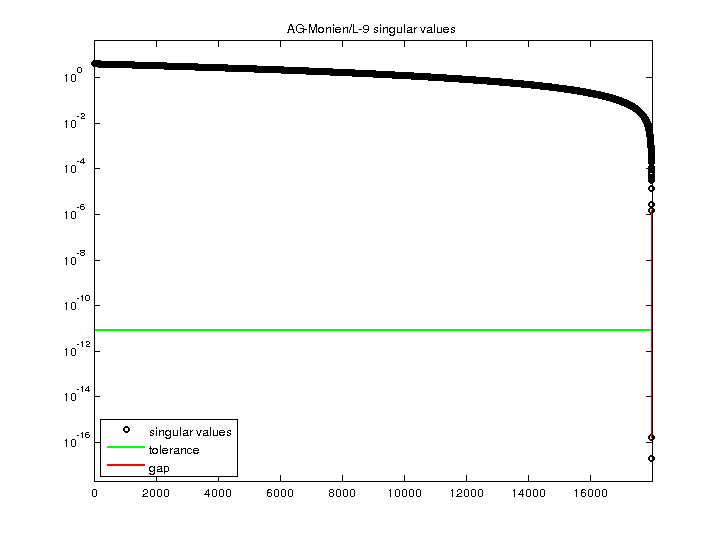 AG-Monien/L-9 singular values
10^0
10^-2
10^-4
10^-6
10^-8
10^-10
10^-12
10^-14
10^-16
singular values
tolerance
gap
0 2000 4000 6000 8000 10000 12000 14000 16000